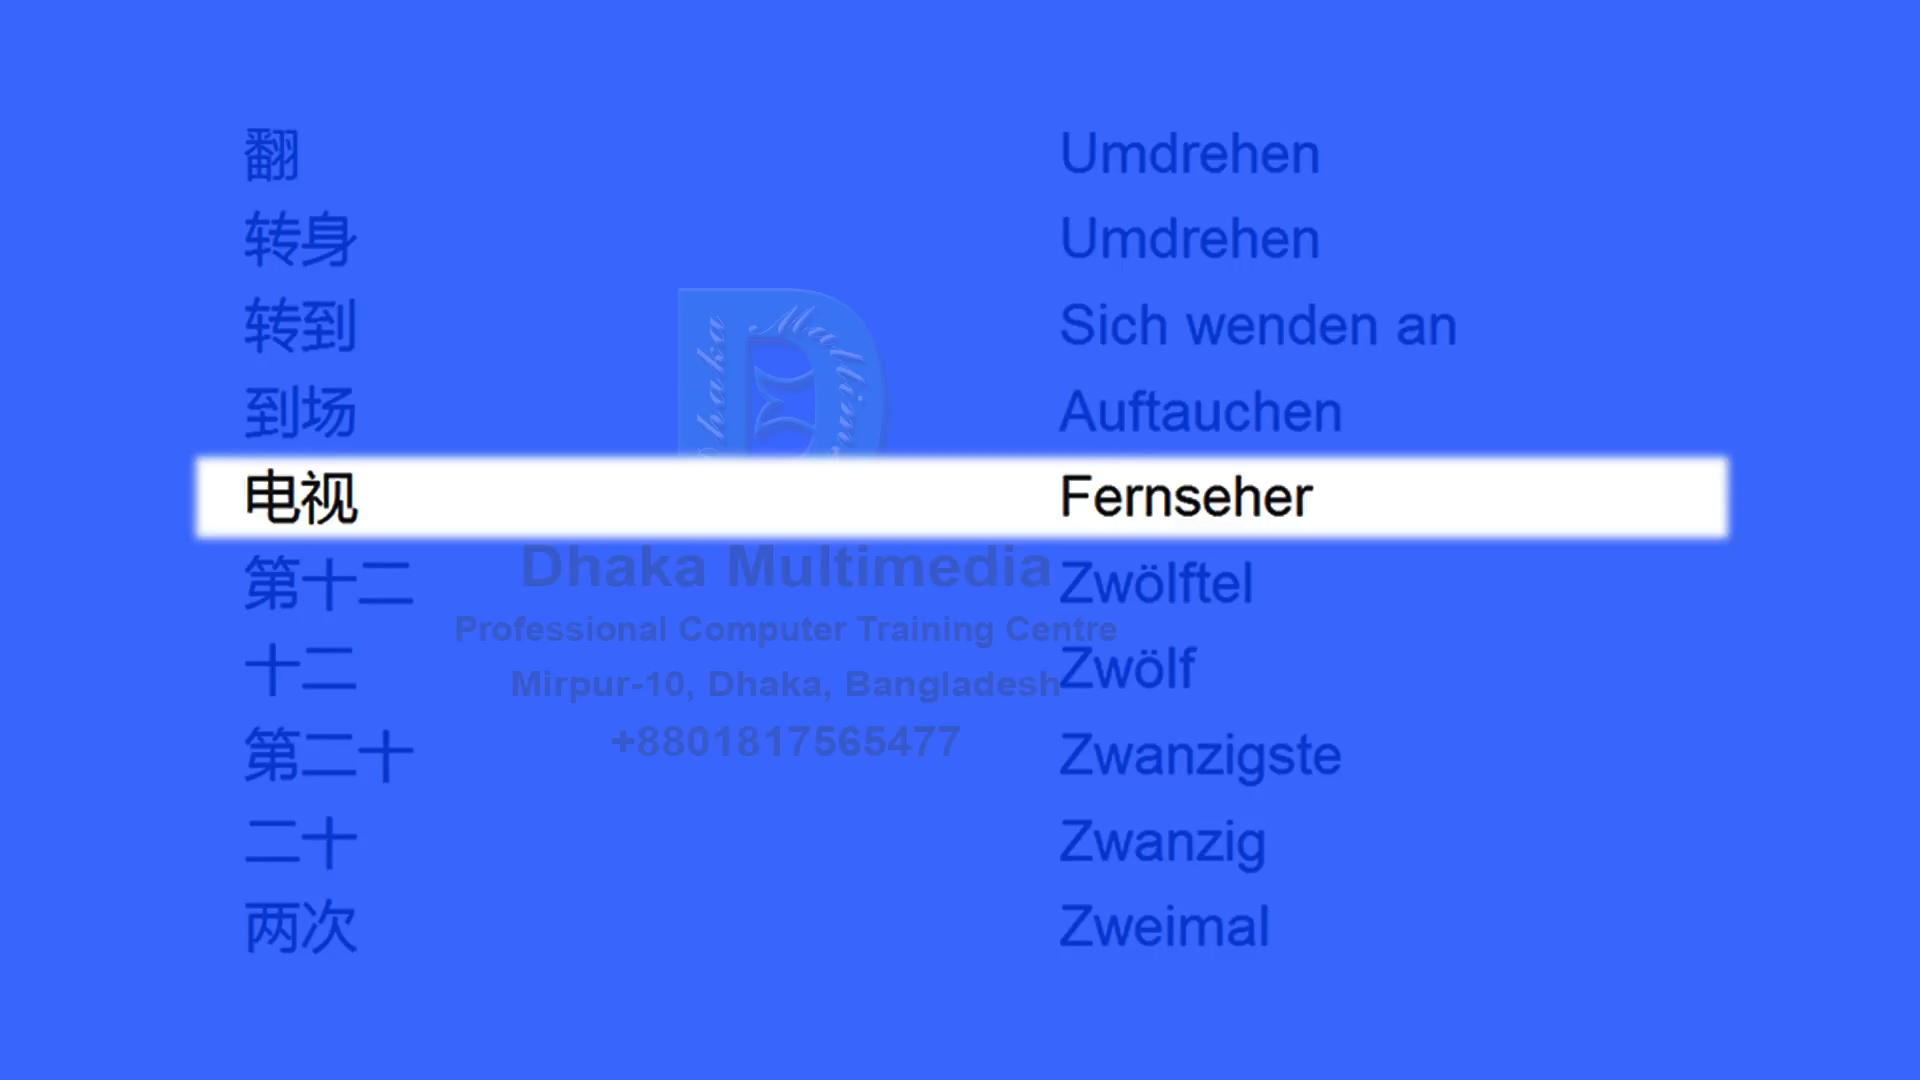 翻 Umdrehen
转身 Umdrehen
转到 Sich wenden an
到场 Auftauchen
电视 Fernseher
第十二 Zwölftel
十二 Zwölf
第二十 Zwanzigste
二十 Zwanzig
两次 Zweimal
Dhaka Multimedia
Professional Computer Training Centre
Mirpur-10, Dhaka, Bangladesh
+8801817565477